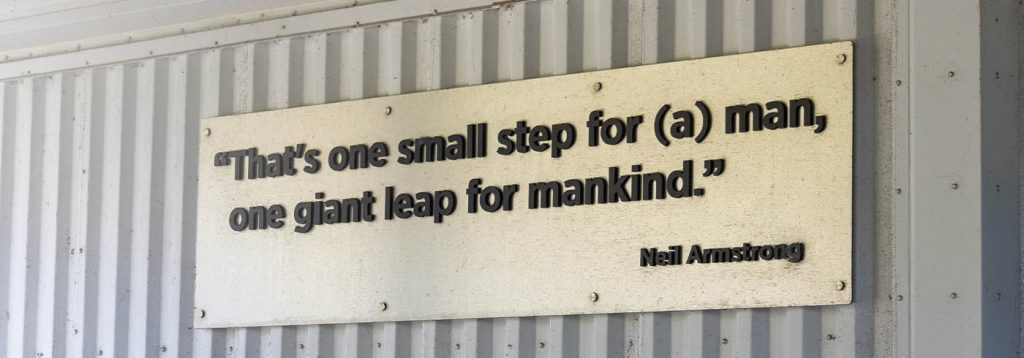 “That’s one small step for (a) man,
one giant leap for mankind.”
Neil Armstrong